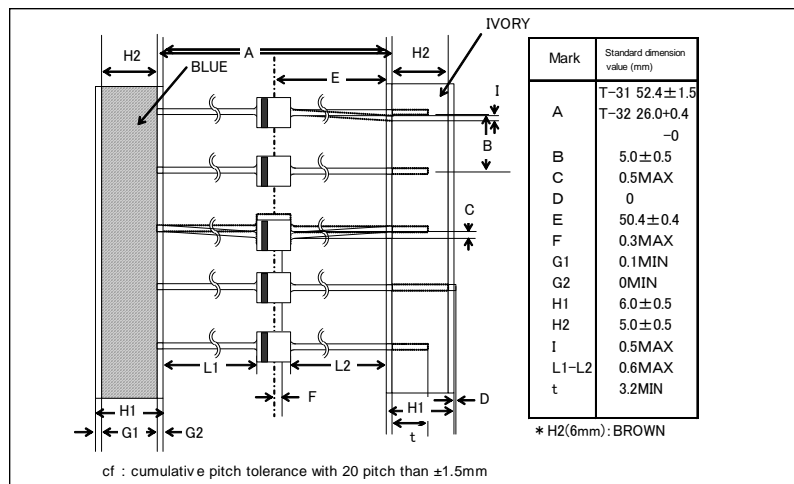 H2
A
H2
IVORY
BLUE
E
I
B
C
L1
L2
F
H1
G1
G2
H1
D
t
cf : cumulative pitch tolerance with 20 pitch than ±1.5mm
Mark Standard dimension value (mm)
A T-31 52.4±1.5
T-32 26.0+0.4
-0
B 5.0±0.5
C 0.5MAX
D 0
E 50.4±0.4
F 0.3MAX
G1 0.1MIN
G2 0MIN
H1 6.0±0.5
H2 5.0±0.5
I 0.5MAX
L1-L2 0.6MAX
t 3.2MIN
* H2(6mm): BROWN